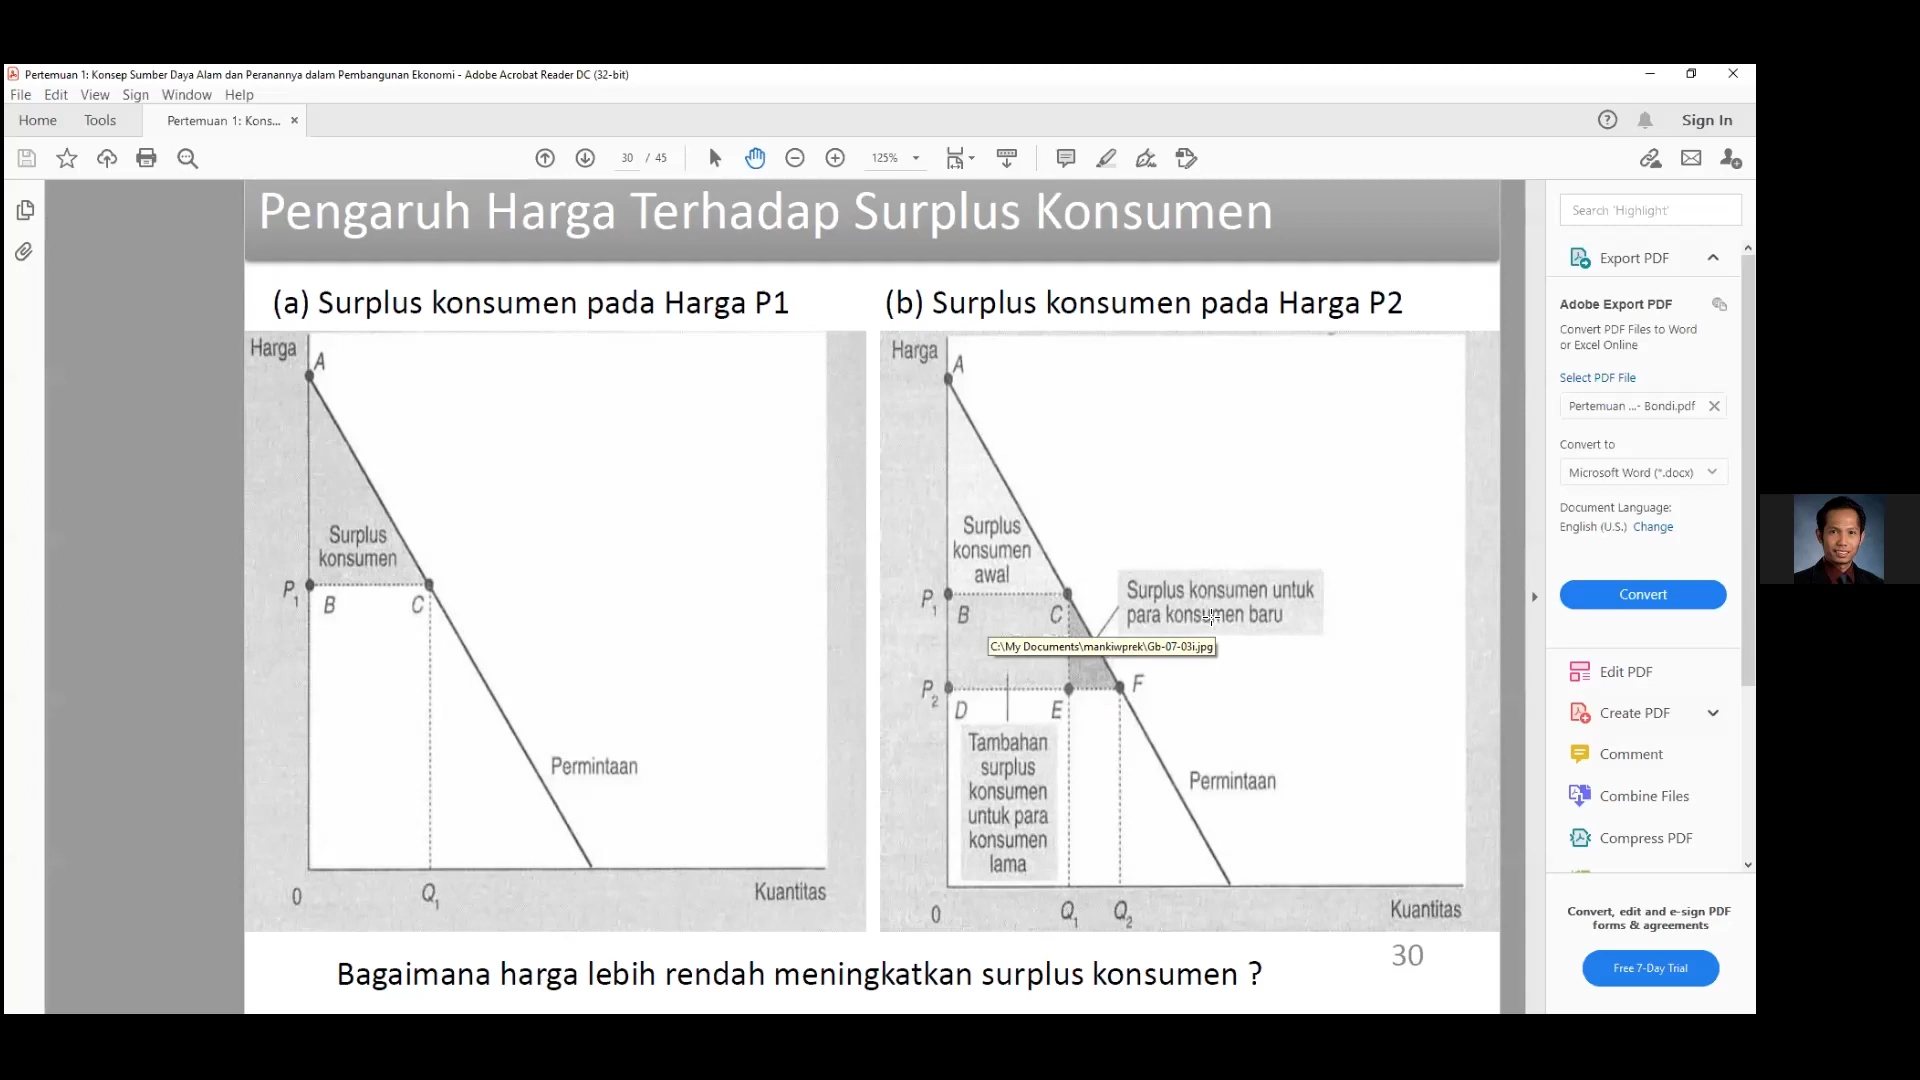 Pertemuan 1: Konsep Sumber Daya Alam dan Peranannya dalam Pembangunan Ekonomi - Adobe Acrobat Reader DC (32-bit)
File Edit View Sign Window Help
Home Tools Pertemuan 1: Kons... Sign In
30 / 45 125%
Pengaruh Harga Terhadap Surplus Konsumen
(a) Surplus konsumen pada Harga P1
Harga
A
Surplus
konsumen
P1
B
C
Permintaan
0
Q1
Kuantitas
(b) Surplus konsumen pada Harga P2
Harga
A
Surplus
konsumen
awal
P1
B
C
Surplus konsumen untuk
para konsumen baru
C:\My Documents\mankiwprek\Gb-07-03i.jpg
P2
D
E
F
Tambahan
surplus
konsumen
untuk para
konsumen
lama
Permintaan
0
Q1
Q2
Kuantitas
30
Bagaimana harga lebih rendah meningkatkan surplus konsumen ?
Search 'Highlight'
Export PDF
Adobe Export PDF
Convert PDF Files to Word
or Excel Online
Select PDF File
Pertemuan ...- Bondi.pdf
Convert to
Microsoft Word (*.docx)
Document Language:
English (U.S.) Change
Convert
Edit PDF
Create PDF
Comment
Combine Files
Compress PDF
Convert, edit and e-sign PDF
forms & agreements
Free 7-Day Trial